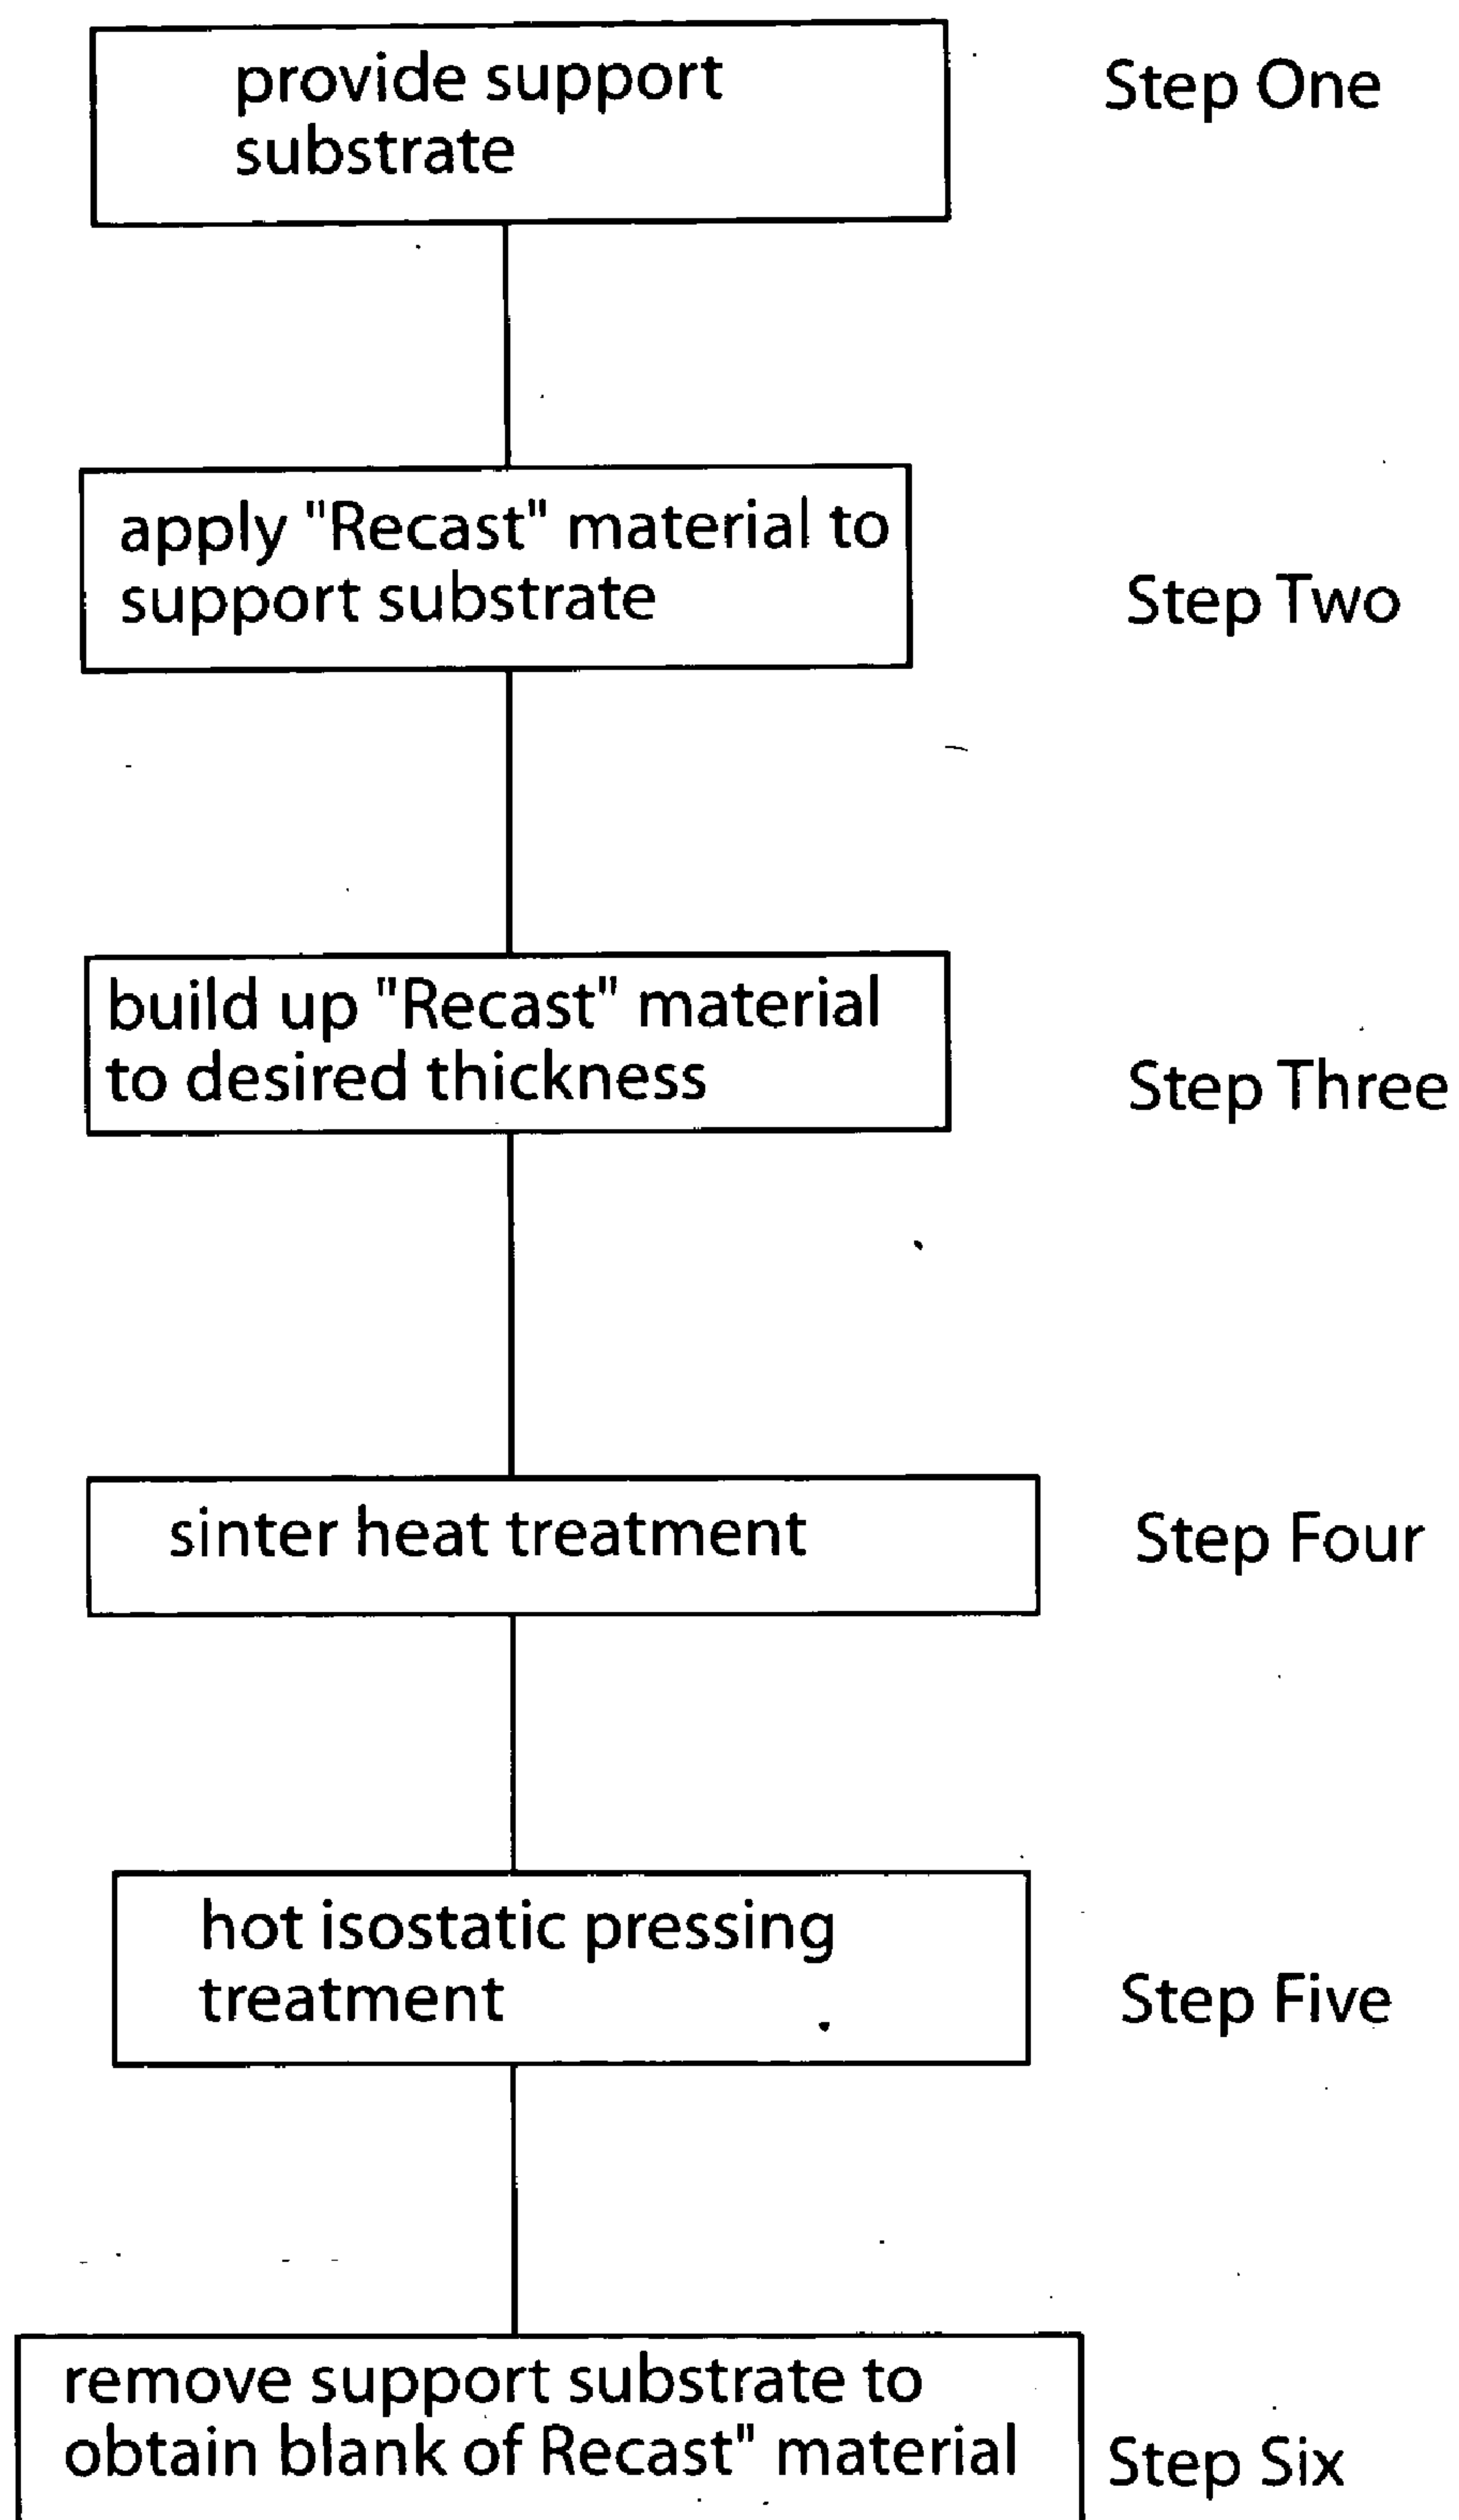 provide support
substrate
Step One
apply "Recast" material to
support substrate
Step Two
build up "Recast" material
to desired thickness
Step Three
sinter heat treatment
Step Four
hot isostatic pressing
treatment
Step Five
remove support substrate to
obtain blank of Recast" material
Step Six